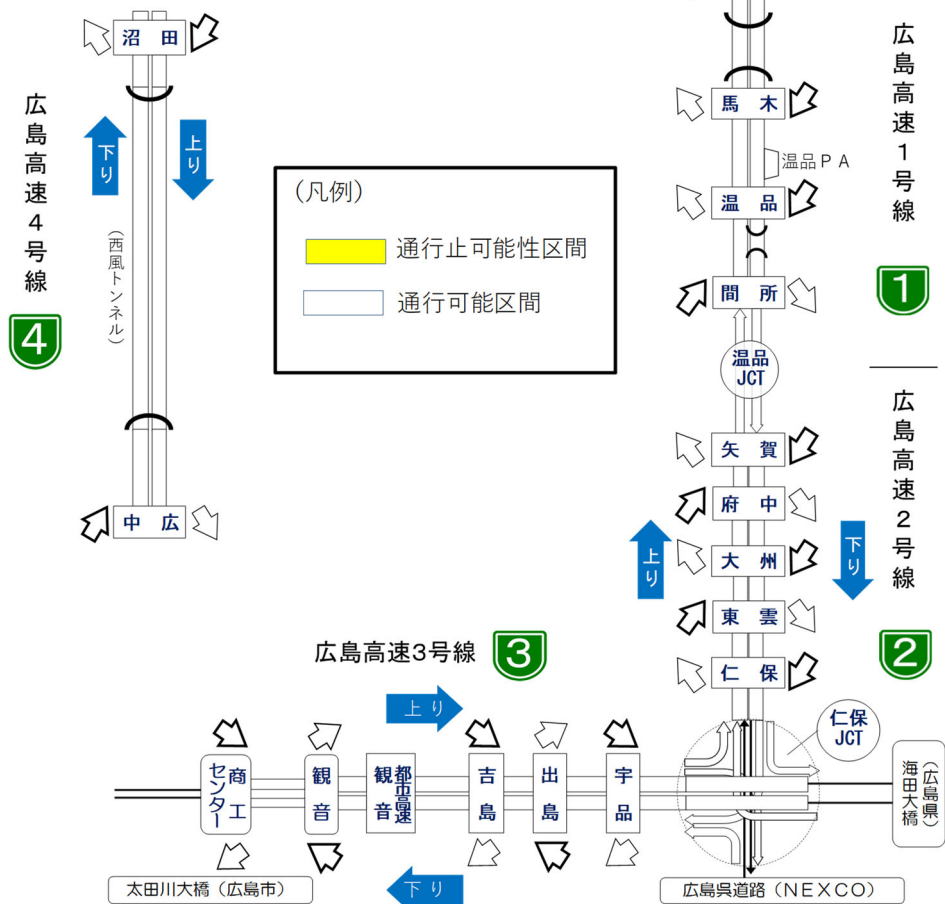 沼田
下り
上り
広島高速4号線
4
(西風トンネル)
中広
(凡例)
通行止可能性区間
通行可能区間
馬木
温品PA
温品
間所
広島高速1号線
1
温品
JCT
矢賀
府中
大州
東雲
仁保
上り
下り
広島高速2号線
2
広島高速3号線
3
上り
商工
センター
観音
都市高速
観音
吉島
出島
宇品
仁保
JCT
(広島県)
海田大橋
太田川大橋(広島市)
下り
広島呉道路(NEXCO)